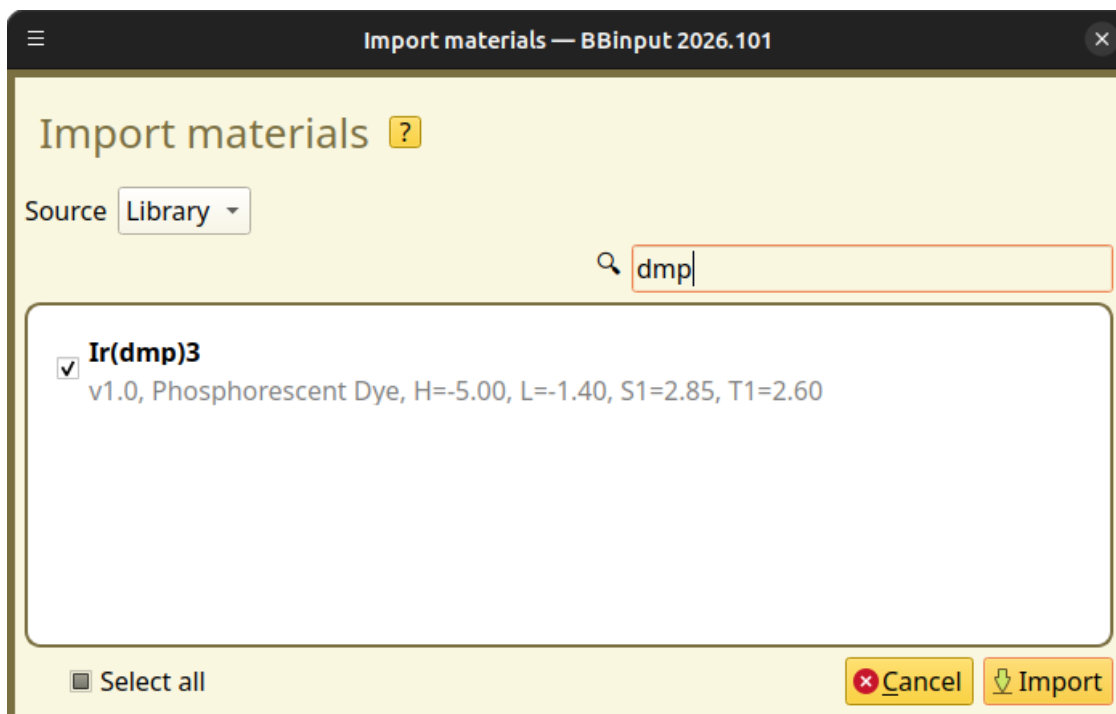 Import materials — BBinput 2026.101
Import materials ?
Source Library
dmp
Ir(dmp)3
v1.0, Phosphorescent Dye, H=-5.00, L=-1.40, S1=2.85, T1=2.60
Select all
Cancel Import